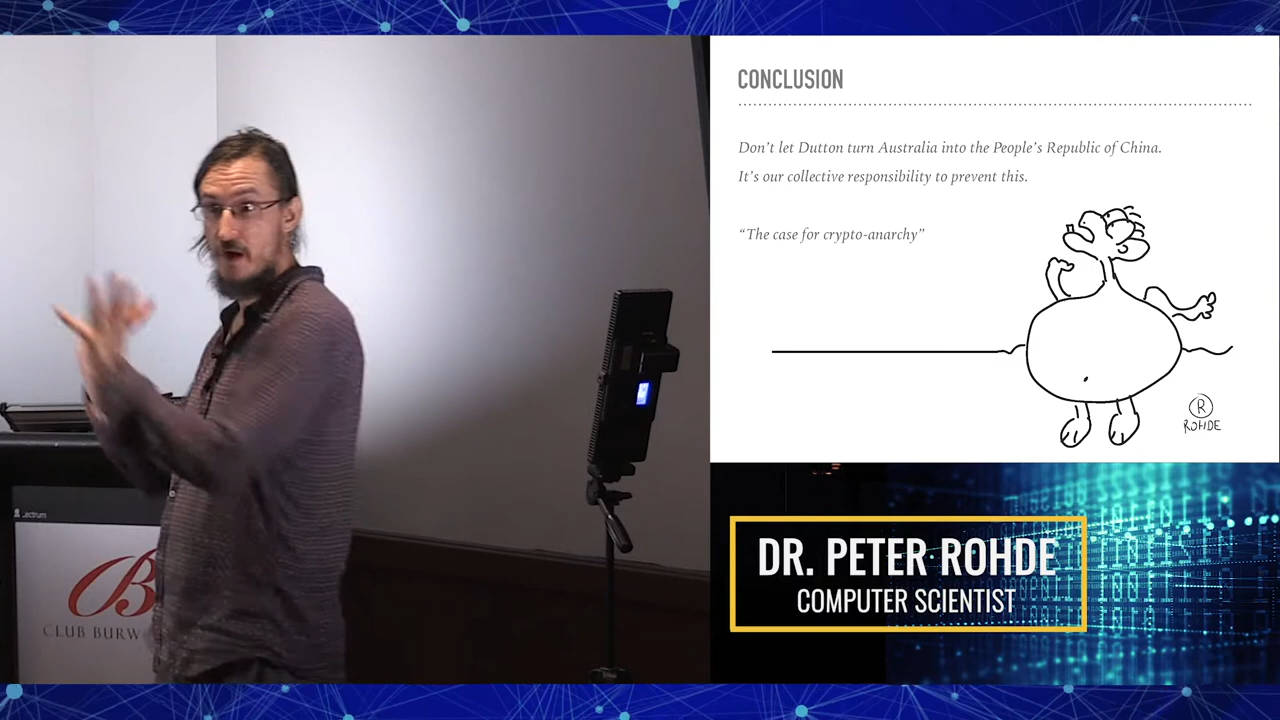 CONCLUSION
Don't let Dutton turn Australia into the People's Republic of China.
It's our collective responsibility to prevent this.
“The case for crypto-anarchy”
R
ROHDE
DR. PETER ROHDE
COMPUTER SCIENTIST
Lectrum
B
CLUB BURW